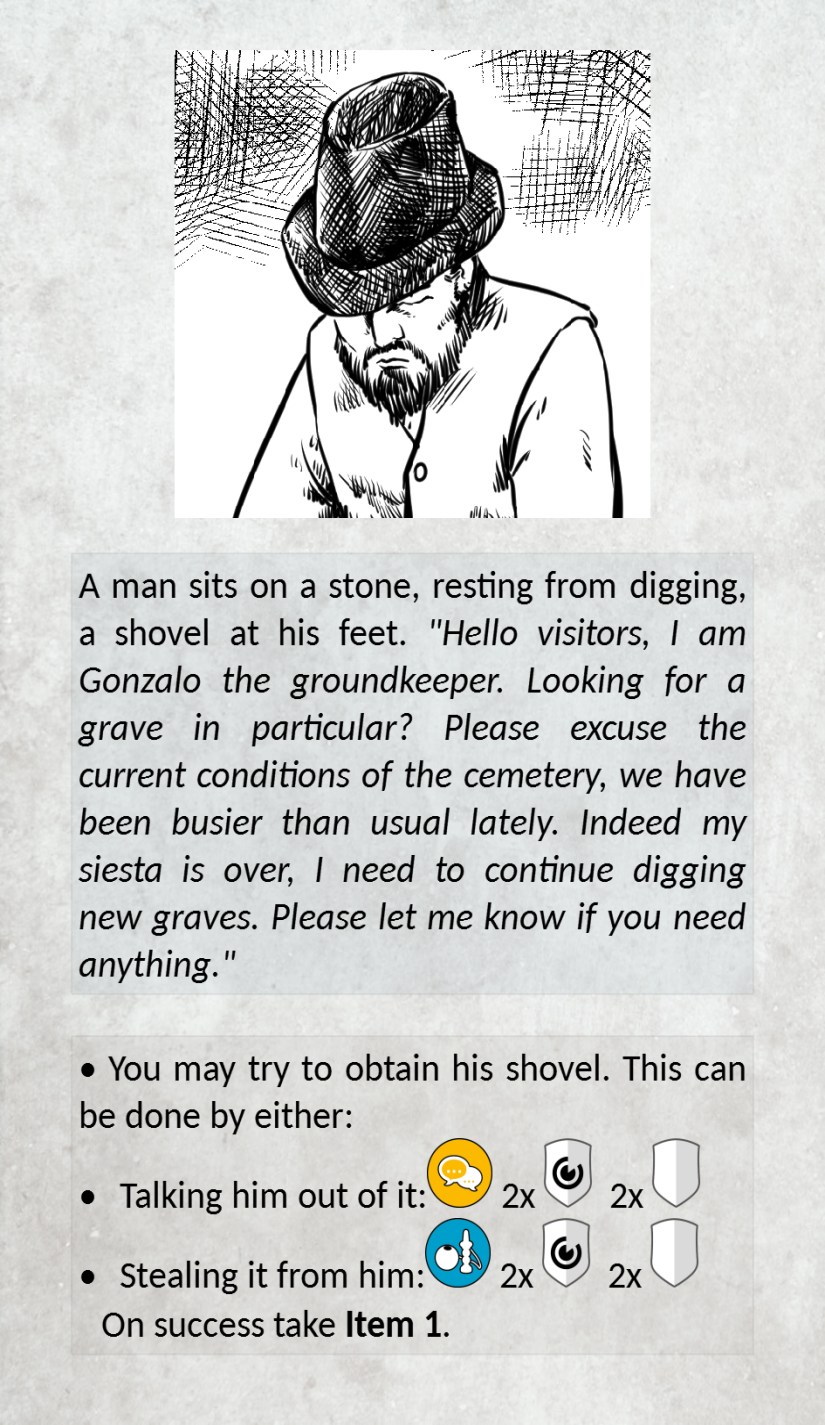 A man sits on a stone, resting from digging,
a shovel at his feet. "Hello visitors, I am
Gonzalo the groundkeeper. Looking for a
grave in particular? Please excuse the
current conditions of the cemetery, we have
been busier than usual lately. Indeed my
siesta is over, I need to continue digging
new graves. Please let me know if you need
anything."
• You may try to obtain his shovel. This can
be done by either:
• Talking him out of it: 2x 2x
• Stealing it from him: 2x 2x
On success take Item 1.